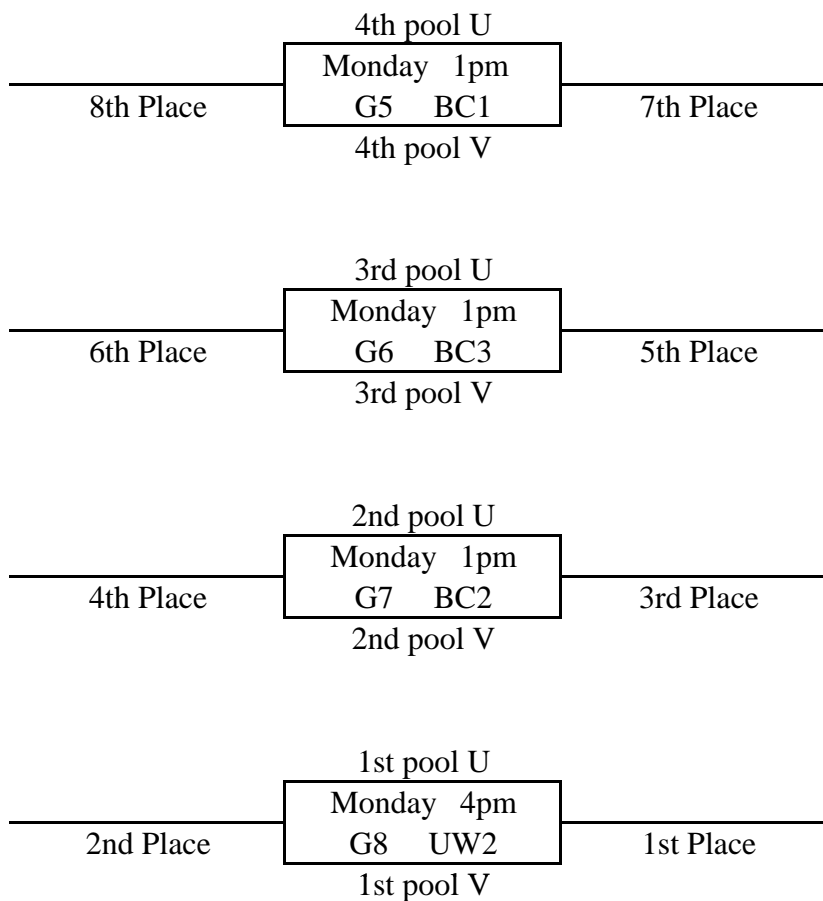 4th pool U
Monday 1pm
8th Place G5 BC1 7th Place
4th pool V
3rd pool U
Monday 1pm
6th Place G6 BC3 5th Place
3rd pool V
2nd pool U
Monday 1pm
4th Place G7 BC2 3rd Place
2nd pool V
1st pool U
Monday 4pm
2nd Place G8 UW2 1st Place
1st pool V